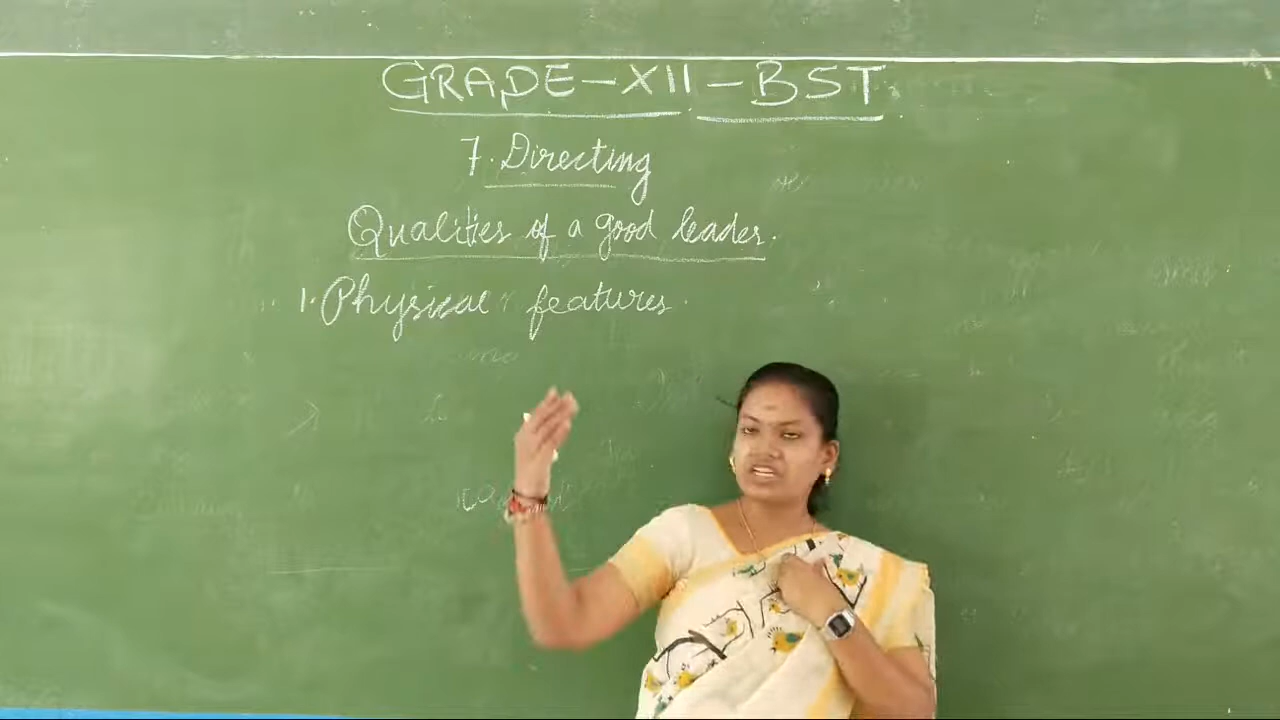 GRADE-XII-BST
7. Directing
Qualities of a good leader.
1. Physical features.